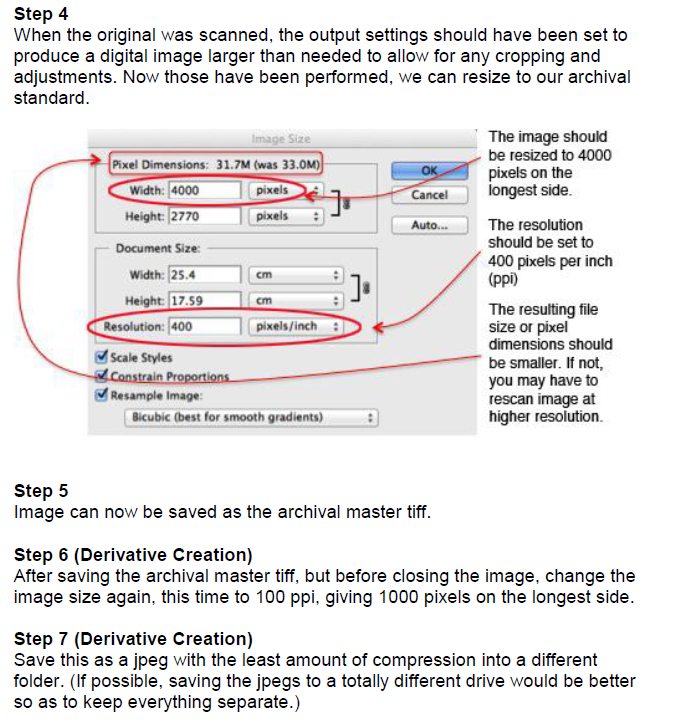 Step 4
When the original was scanned, the output settings should have been set to
produce a digital image larger than needed to allow for any cropping and
adjustments. Now those have been performed, we can resize to our archival
standard.
Image Size
Pixel Dimensions: 31.7M (was 33.0M)
Width: 4000 pixels
Height: 2770 pixels
Document Size:
Width: 25.4 cm
Height: 17.59 cm
Resolution: 400 pixels/inch
Scale Styles
Constrain Proportions
Resample Image:
Bicubic (best for smooth gradients)
OK
Cancel
Auto...
The image should
be resized to 4000
pixels on the
longest side.
The resolution
should be set to
400 pixels per inch
(ppi)
The resulting file
size or pixel
dimensions should
be smaller. If not,
you may have to
rescan image at
higher resolution.
Step 5
Image can now be saved as the archival master tiff.
Step 6 (Derivative Creation)
After saving the archival master tiff, but before closing the image, change the
image size again, this time to 100 ppi, giving 1000 pixels on the longest side.
Step 7 (Derivative Creation)
Save this as a jpeg with the least amount of compression into a different
folder. (If possible, saving the jpegs to a totally different drive would be better
so as to keep everything separate.)